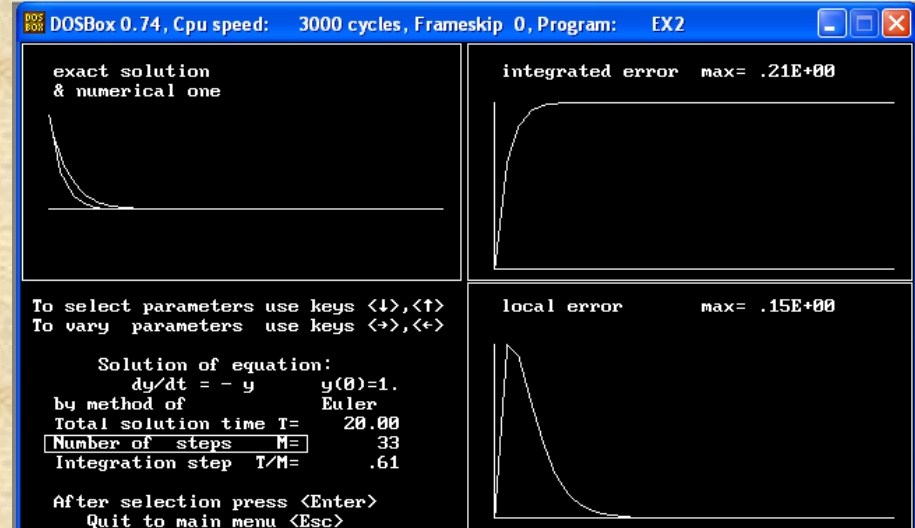 DOS BOX DOSBox 0.74, Cpu speed: 3000 cycles, Frameskip 0, Program: EX2
exact solution
& numerical one
integrated error max= .21E+00
To select parameters use keys <↓>,<↑>
To vary parameters use keys <→>,<←>
Solution of equation:
dy/dt = - y y(0)=1.
by method of Euler
Total solution time T= 20.00
Number of steps M= 33
Integration step T/M= .61
After selection press <Enter>
Quit to main menu <Esc>
local error max= .15E+00